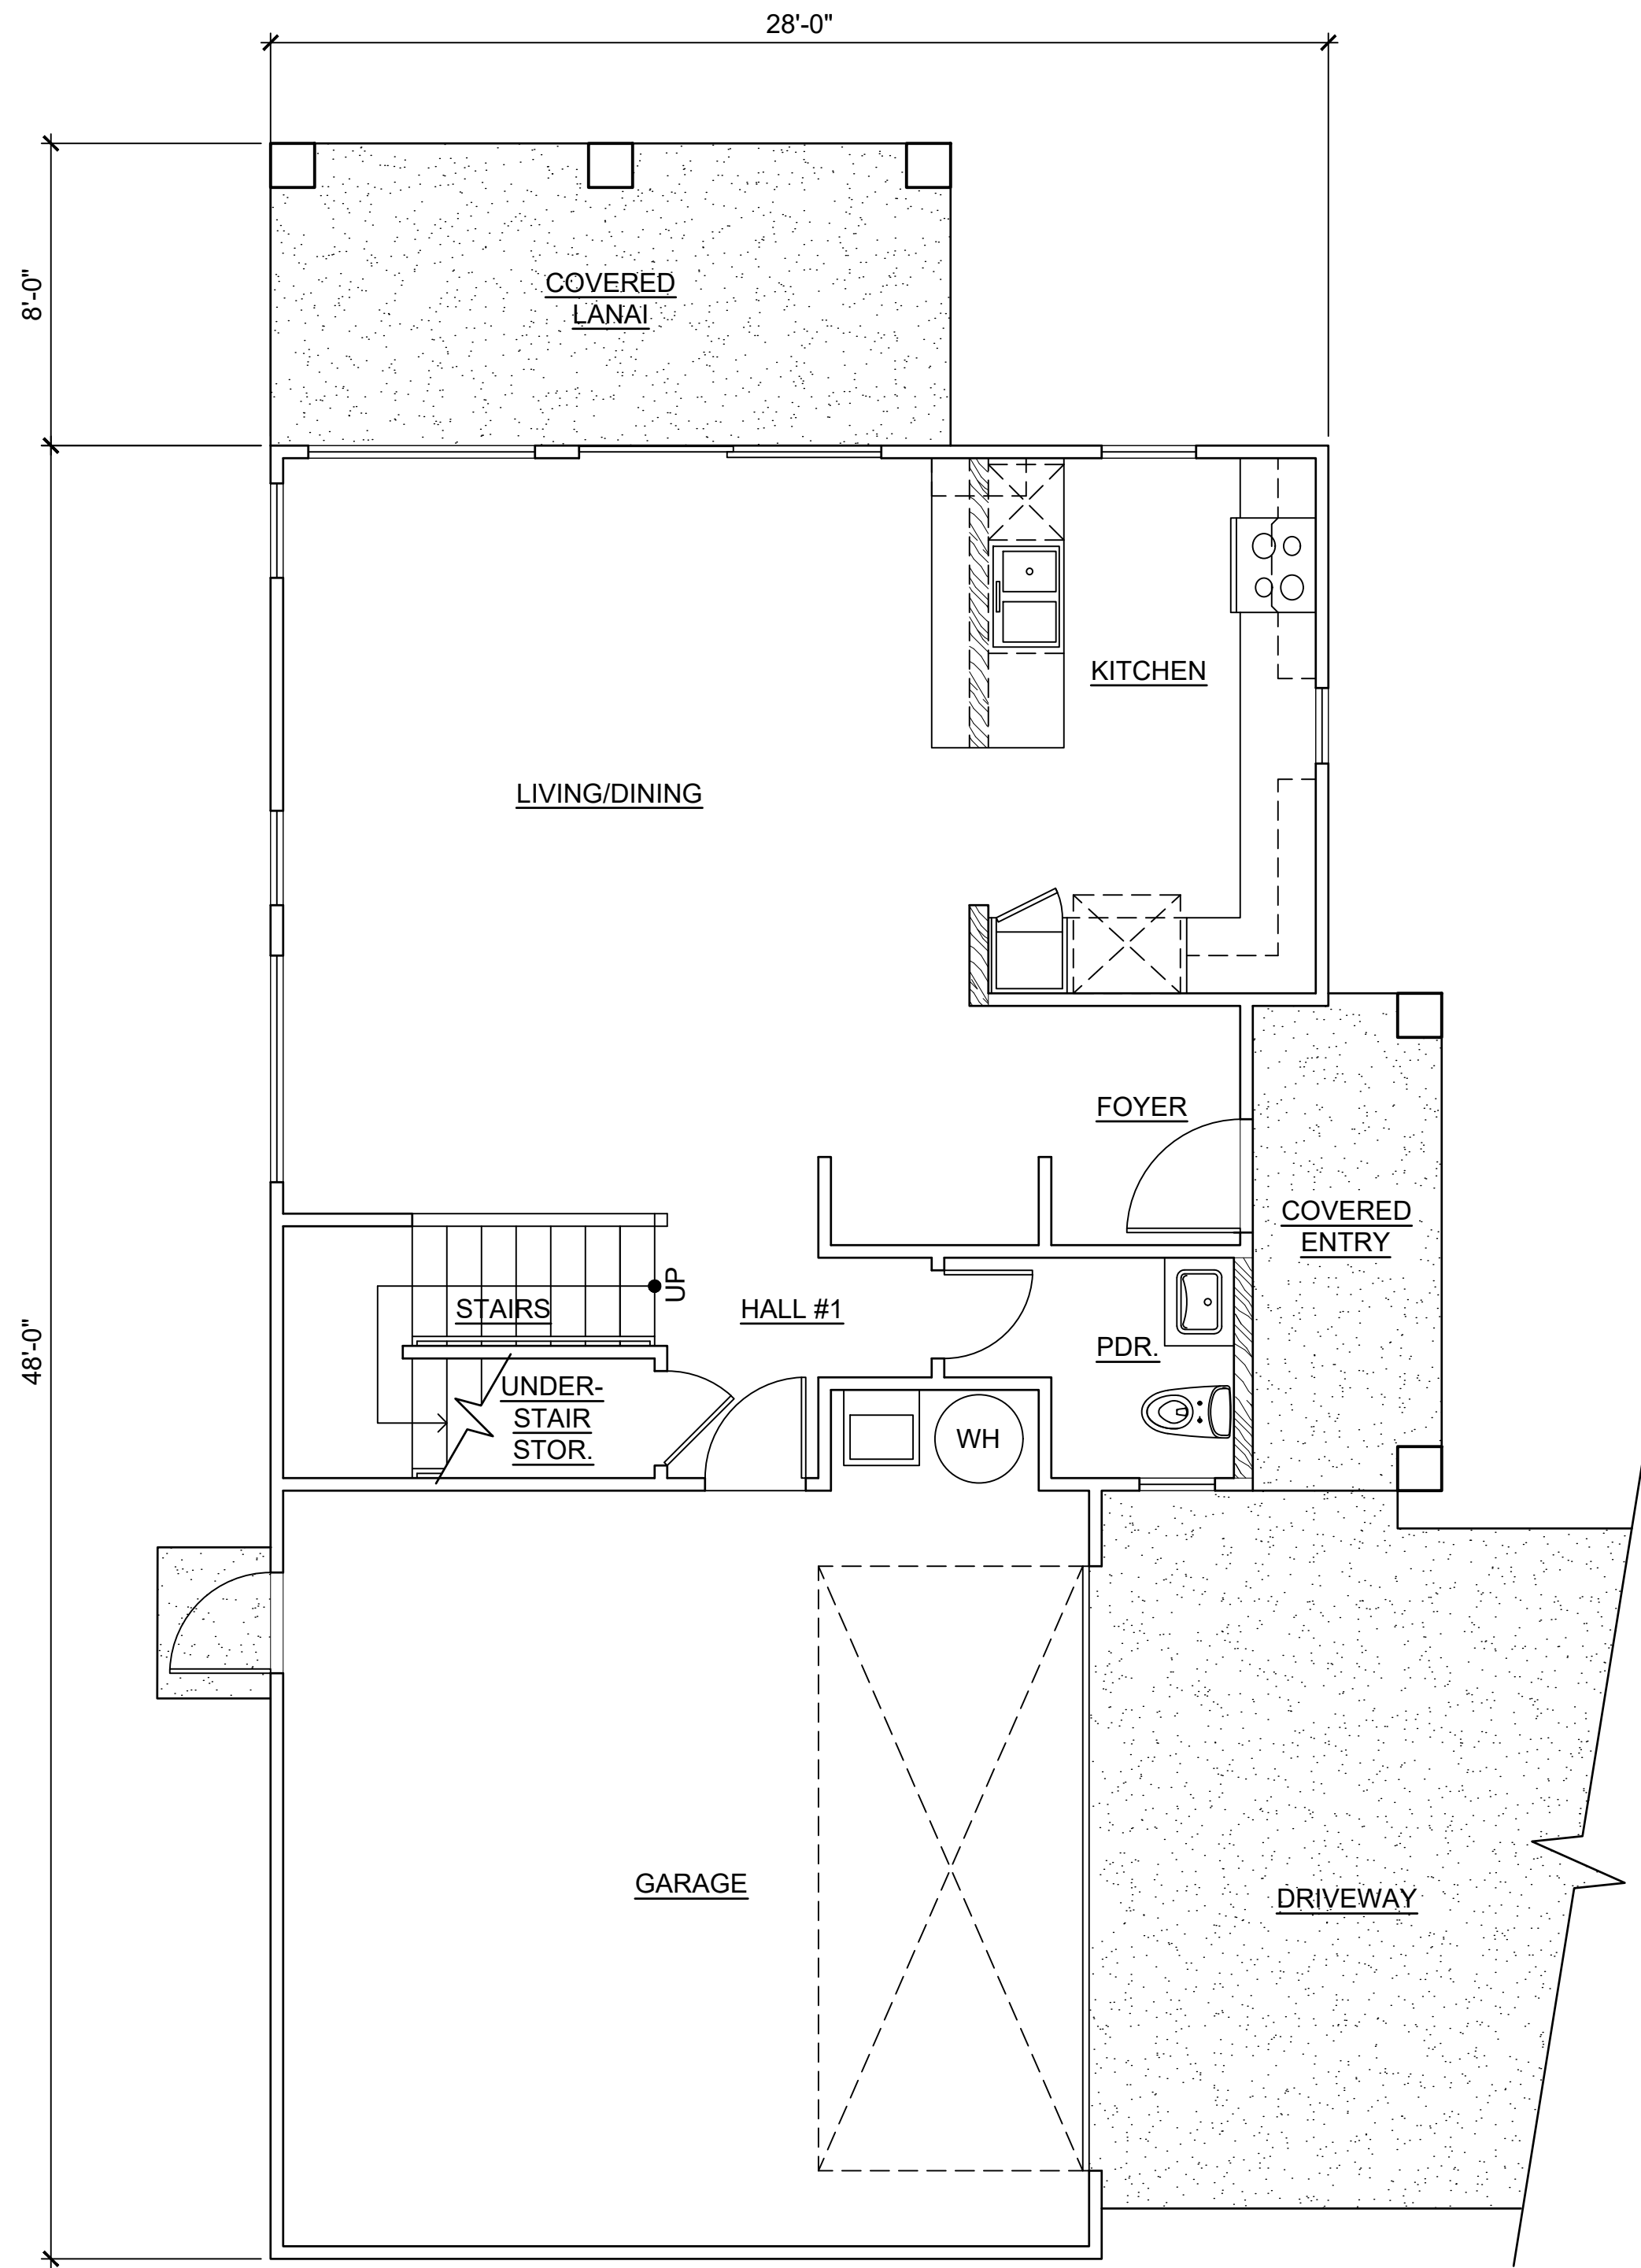 28'-0"
8'-0"
COVERED
LANAI
KITCHEN
LIVING/DINING
FOYER
COVERED
ENTRY
48'-0"
STAIRS
UP
HALL #1
PDR.
UNDER-
STAIR
STOR.
WH
GARAGE
DRIVEWAY